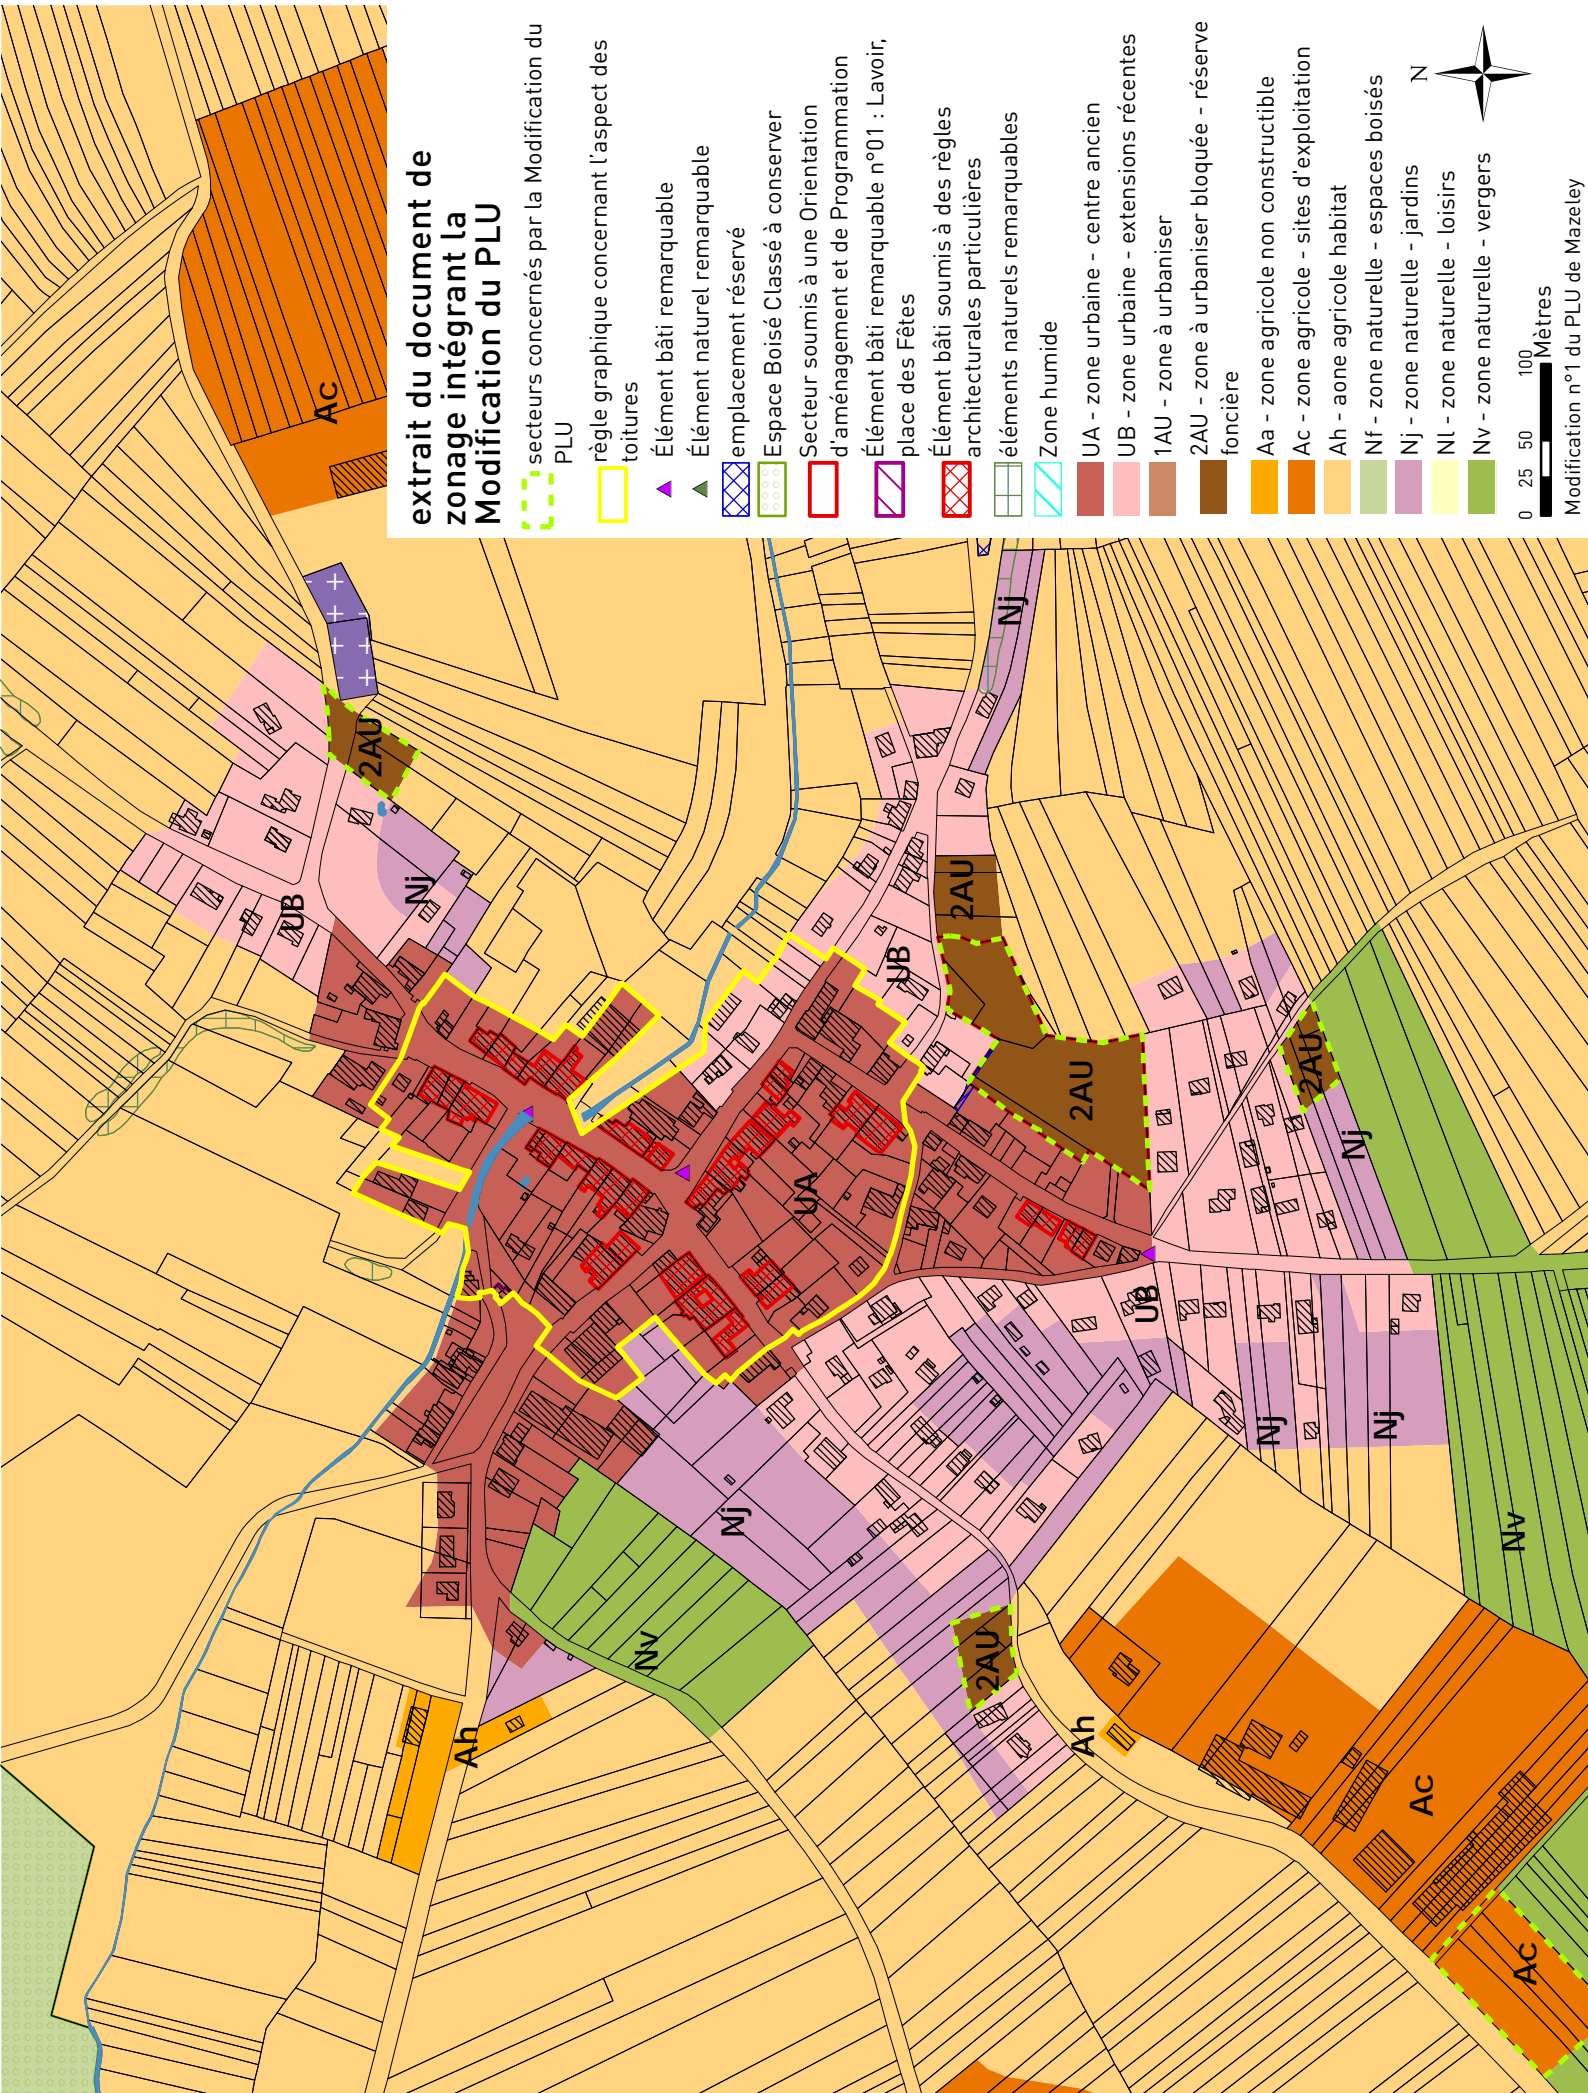 extrait du document de
zonage intégrant la
Modification du PLU
secteurs concernés par la Modification du
PLU
règle graphique concernant l'aspect des
toitures
Élément bâti remarquable
Élément naturel remarquable
emplacement réservé
Espace Boisé Classé à conserver
Secteur soumis à une Orientation
d'aménagement et de Programmation
Élément bâti remarquable n°01 : Lavoir,
place des Fêtes
Élément bâti soumis à des règles
architecturales particulières
éléments naturels remarquables
Zone humide
UA - zone urbaine - centre ancien
UB - zone urbaine - extensions récentes
1AU - zone à urbaniser
2AU - zone à urbaniser bloquée - réserve
foncière
Aa - zone agricole non constructible
Ac - zone agricole - sites d'exploitation
Ah - aone agricole habitat
Nf - zone naturelle - espaces boisés
Nj - zone naturelle - jardins
Nl - zone naturelle - loisirs
Nv - zone naturelle - vergers
N
0 25 50 100
Mètres
Modification n°1 du PLU de Mazeley
Ac
2AU
UB
Nj
Nj
2AU
UB
2AU
2AU
Nj
UA
UB
Nj
Nj
Nj
Nv
Nv
Ah
2AU
Ah
Ac
Ac